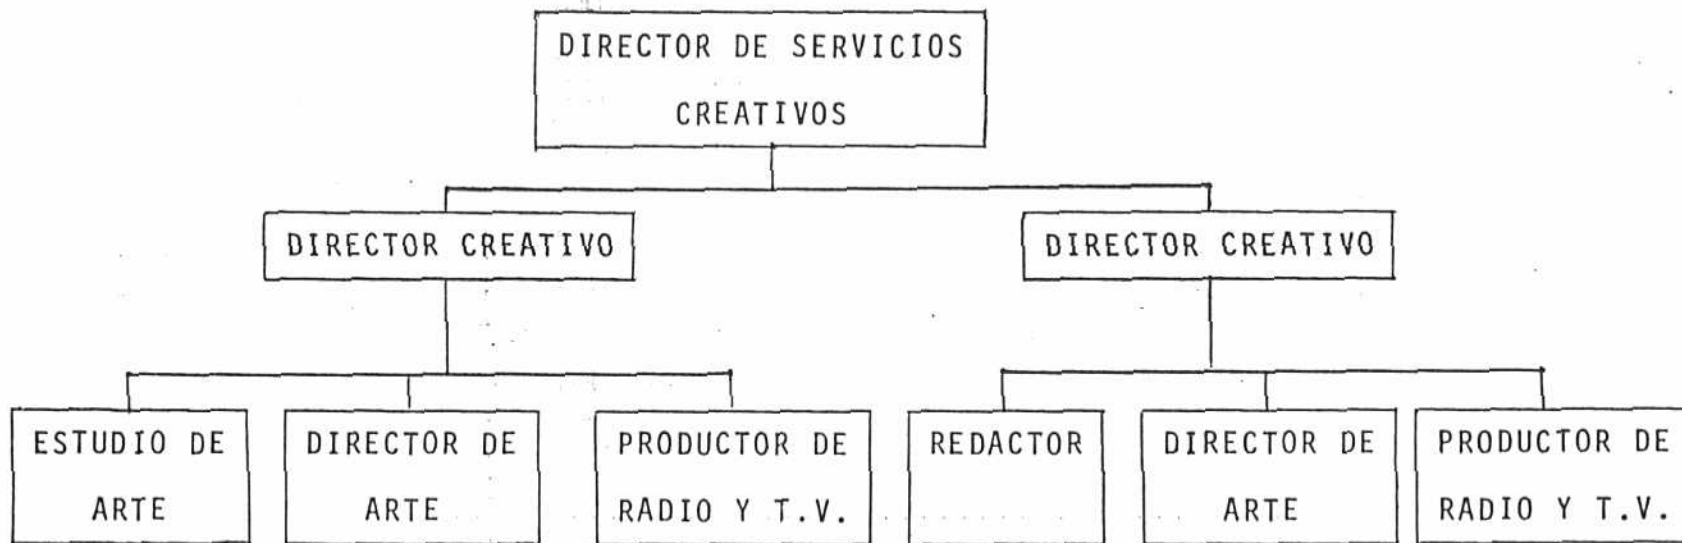 DIRECTOR DE SERVICIOS
CREATIVOS
DIRECTOR CREATIVO
DIRECTOR CREATIVO
ESTUDIO DE
ARTE
DIRECTOR DE
ARTE
PRODUCTOR DE
RADIO Y T.V.
REDACTOR
DIRECTOR DE
ARTE
PRODUCTOR DE
RADIO Y T.V.